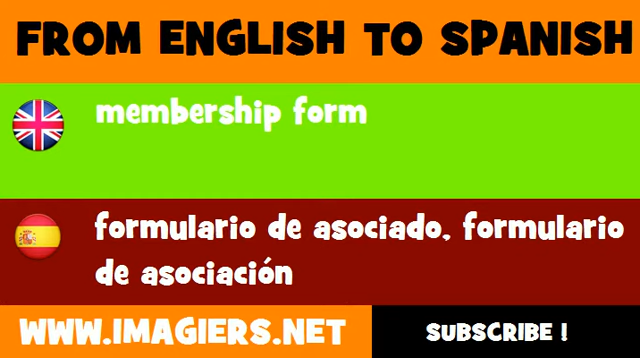 FROM ENGLISH TO SPANISH
membership form
formulario de asociado, formulario
de asociación
WWW.IMAGIERS.NET
SUBSCRIBE !